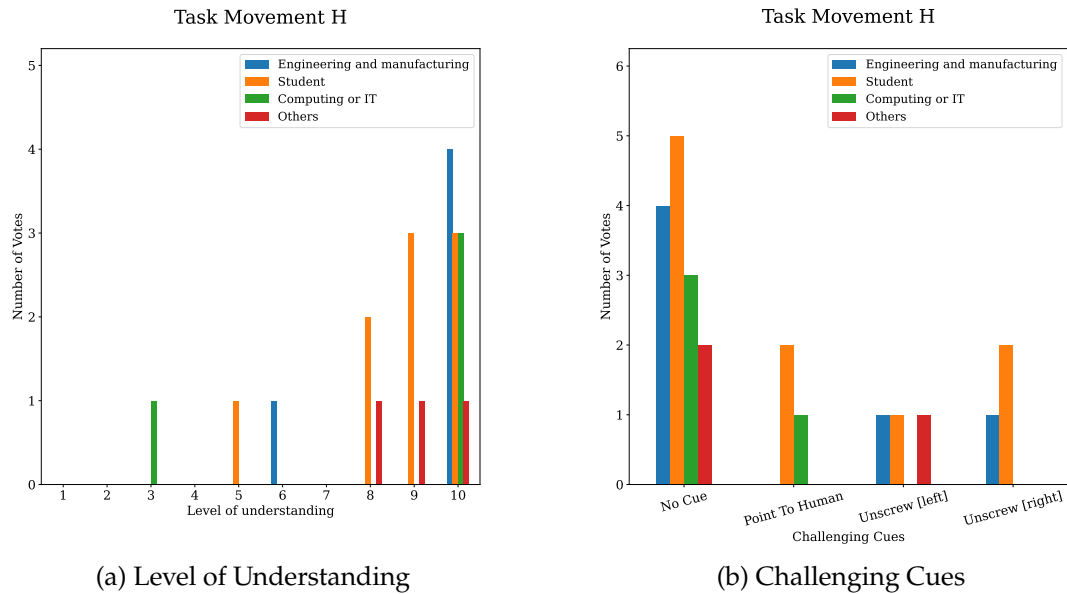 Task Movement H
Engineering and manufacturing
Student
Computing or IT
Others
Number of Votes
5
4
3
2
1
0
1 2 3 4 5 6 7 8 9 10
Level of understanding
(a) Level of Understanding
Task Movement H
Engineering and manufacturing
Student
Computing or IT
Others
Number of Votes
6
5
4
3
2
1
0
No Cue Point To Human Unscrew [left] Unscrew [right]
Challenging Cues
(b) Challenging Cues